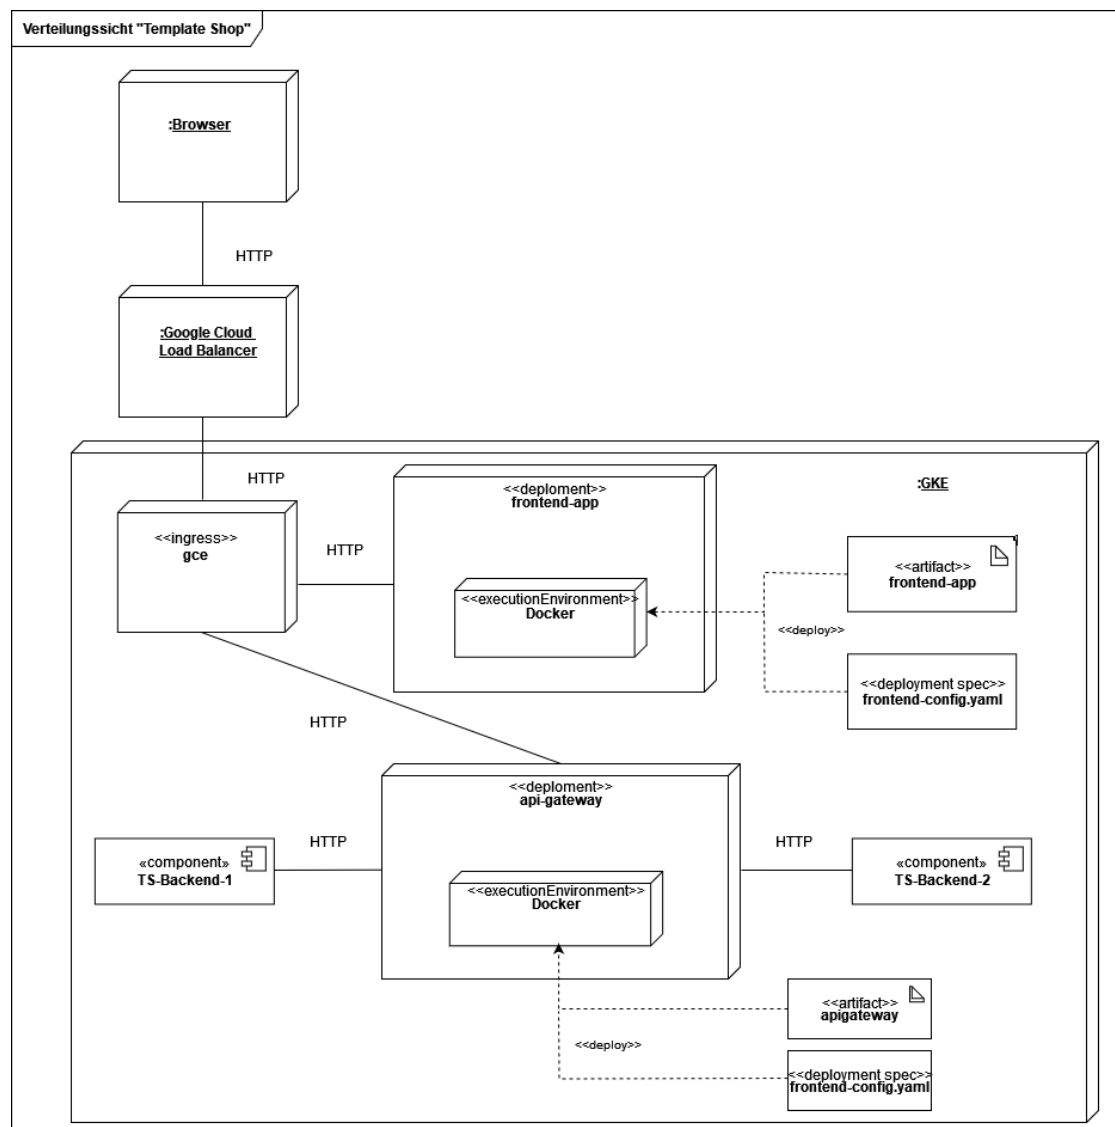 Verteilungssicht "Template Shop"
:Browser
HTTP
:Google Cloud
Load Balancer
HTTP
<<deploment>>
frontend-app
:GKE
<<ingress>>
gce
HTTP
<<artifact>>
frontend-app
<<executionEnvironment>>
Docker
<<deploy>>
<<deployment spec>>
frontend-config.yaml
HTTP
<<deploment>>
api-gateway
HTTP
HTTP
«component»
TS-Backend-1
«component»
TS-Backend-2
<<executionEnvironment>>
Docker
<<artifact>>
apigateway
<<deploy>>
<<deployment spec>>
frontend-config.yaml